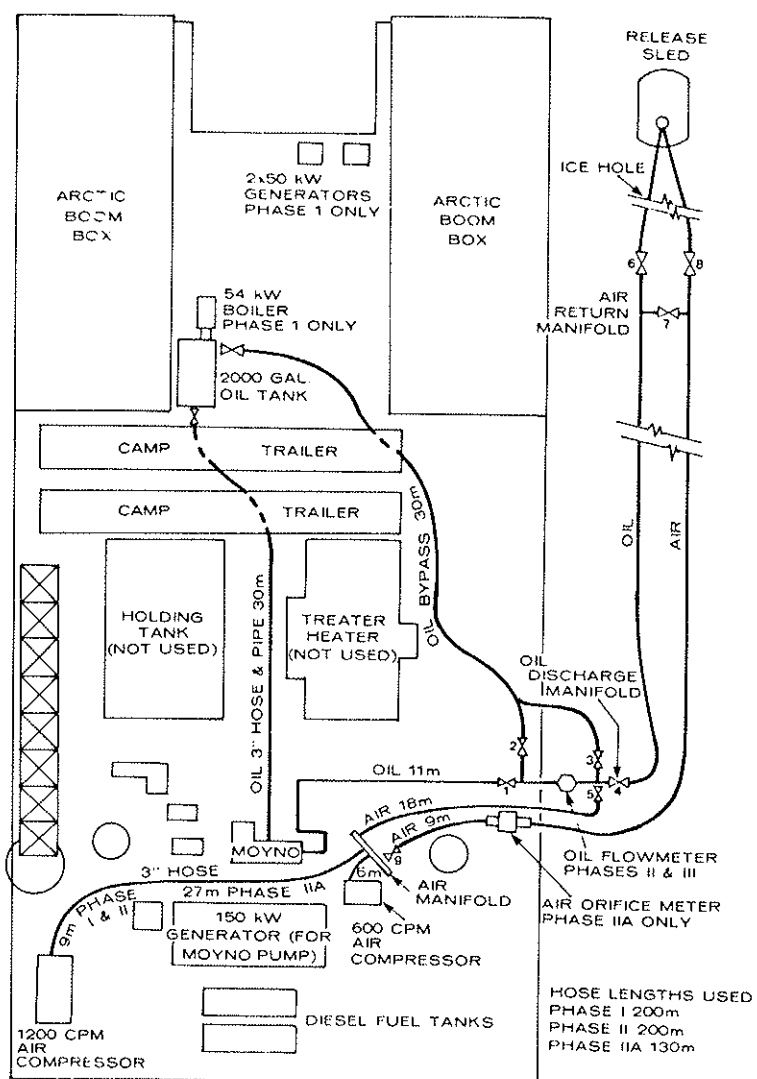 RELEASE
SLED
ICE HOLE
2x50 kW
GENERATORS
PHASE 1 ONLY
ARCTIC
BOOM
BOX
ARCTIC
BOOM
BOX
6
8
54 kW
BOILER
PHASE 1 ONLY
AIR
RETURN
MANIFOLD
7
2000 GAL.
OIL TANK
CAMP TRAILER
CAMP TRAILER
OIL
AIR
OIL BYPASS 30m
HOLDING
TANK
(NOT USED)
OIL 3" HOSE & PIPE 30m
TREATER
HEATER
(NOT USED)
OIL
DISCHARGE
MANIFOLD
2
3
OIL 11m
1
5
4
AIR 18m
AIR 9m
MOYNO
9
OIL FLOWMETER
PHASES II & III
3" HOSE
27m PHASE IIA
6m
AIR
MANIFOLD
AIR ORIFICE METER
PHASE IIA ONLY
9m PHASE
I & II
150 kW
GENERATOR (FOR
MOYNO PUMP)
600 CPM
AIR
COMPRESSOR
DIESEL FUEL TANKS
1200 CPM
AIR
COMPRESSOR
HOSE LENGTHS USED
PHASE I 200m
PHASE II 200m
PHASE IIA 130m